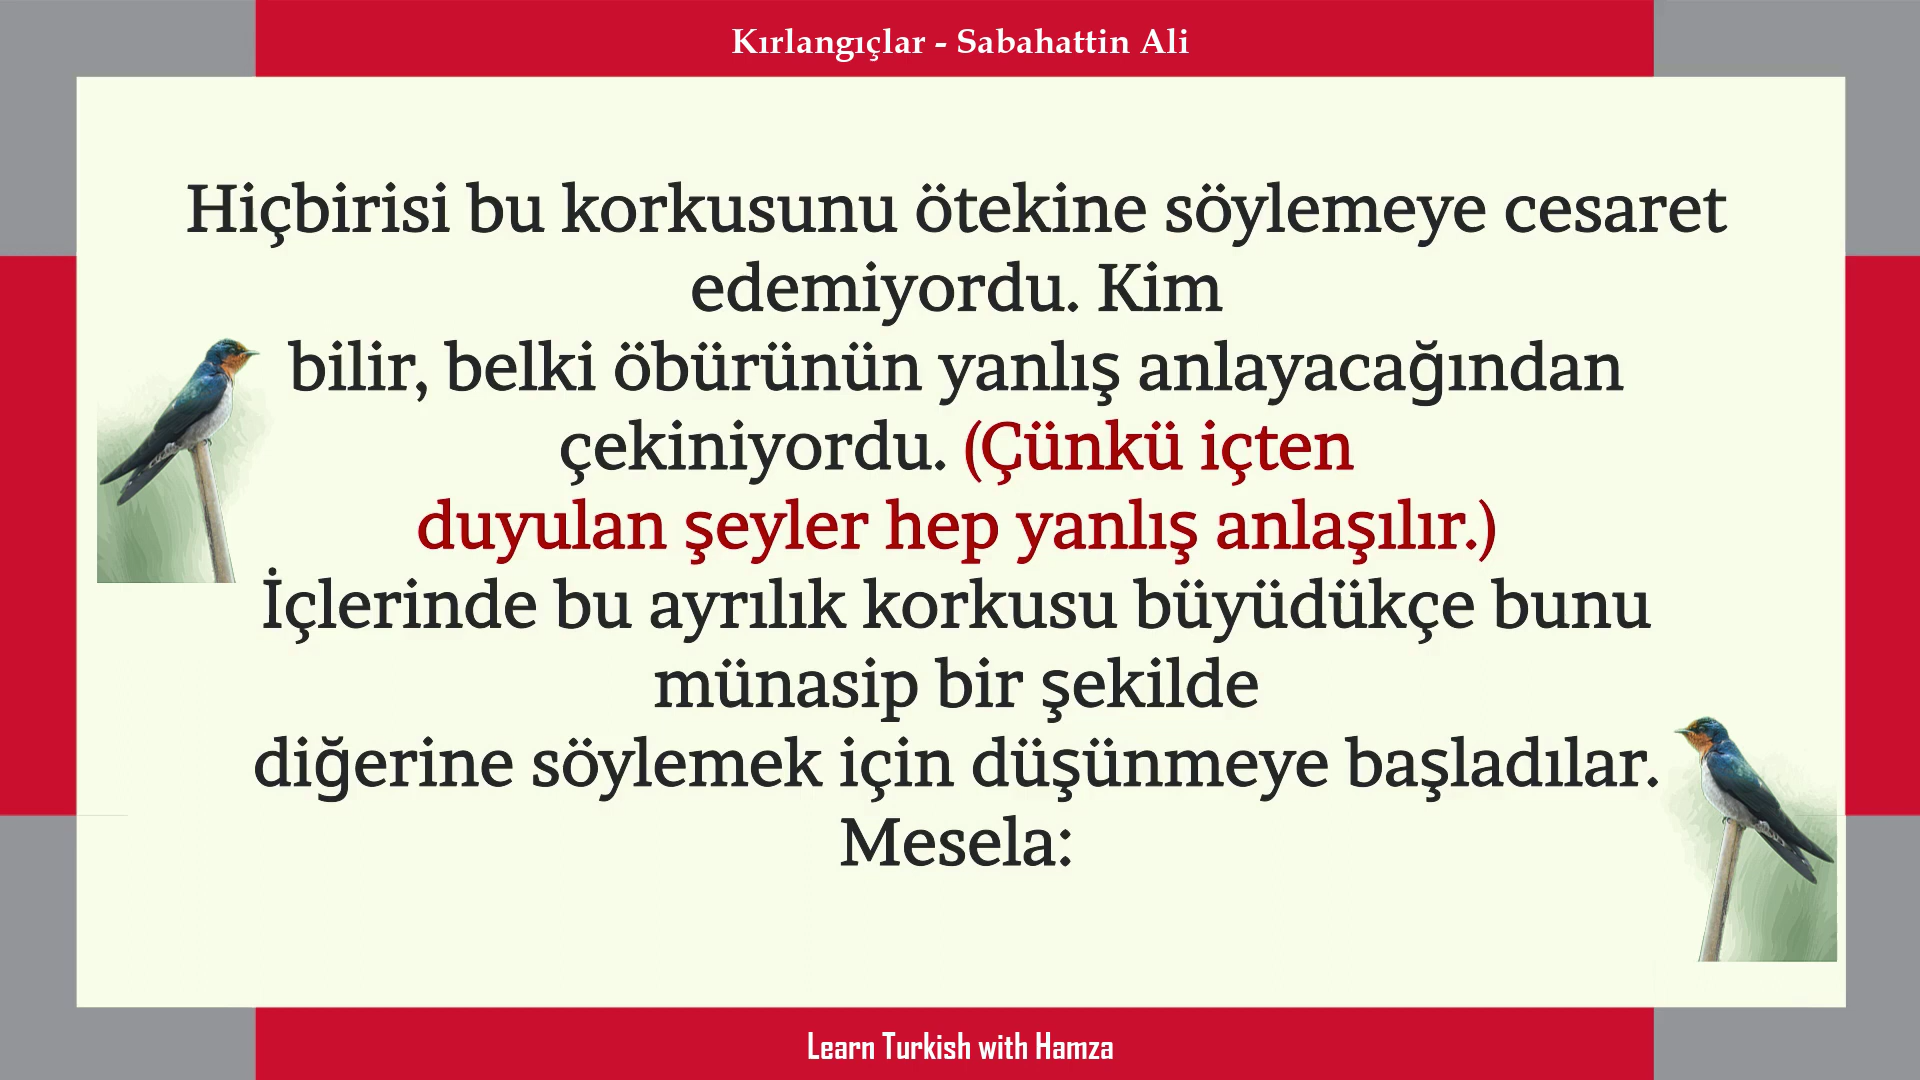 Kırlangıçlar - Sabahattin Ali
Hiçbirisi bu korkusunu ötekine söylemeye cesaret
edemiyordu. Kim
bilir, belki öbürünün yanlış anlayacağından
çekiniyordu. (Çünkü içten
duyulan şeyler hep yanlış anlaşılır.)
İçlerinde bu ayrılık korkusu büyüdükçe bunu
münasip bir şekilde
diğerine söylemek için düşünmeye başladılar.
Mesela:
Learn Turkish with Hamza